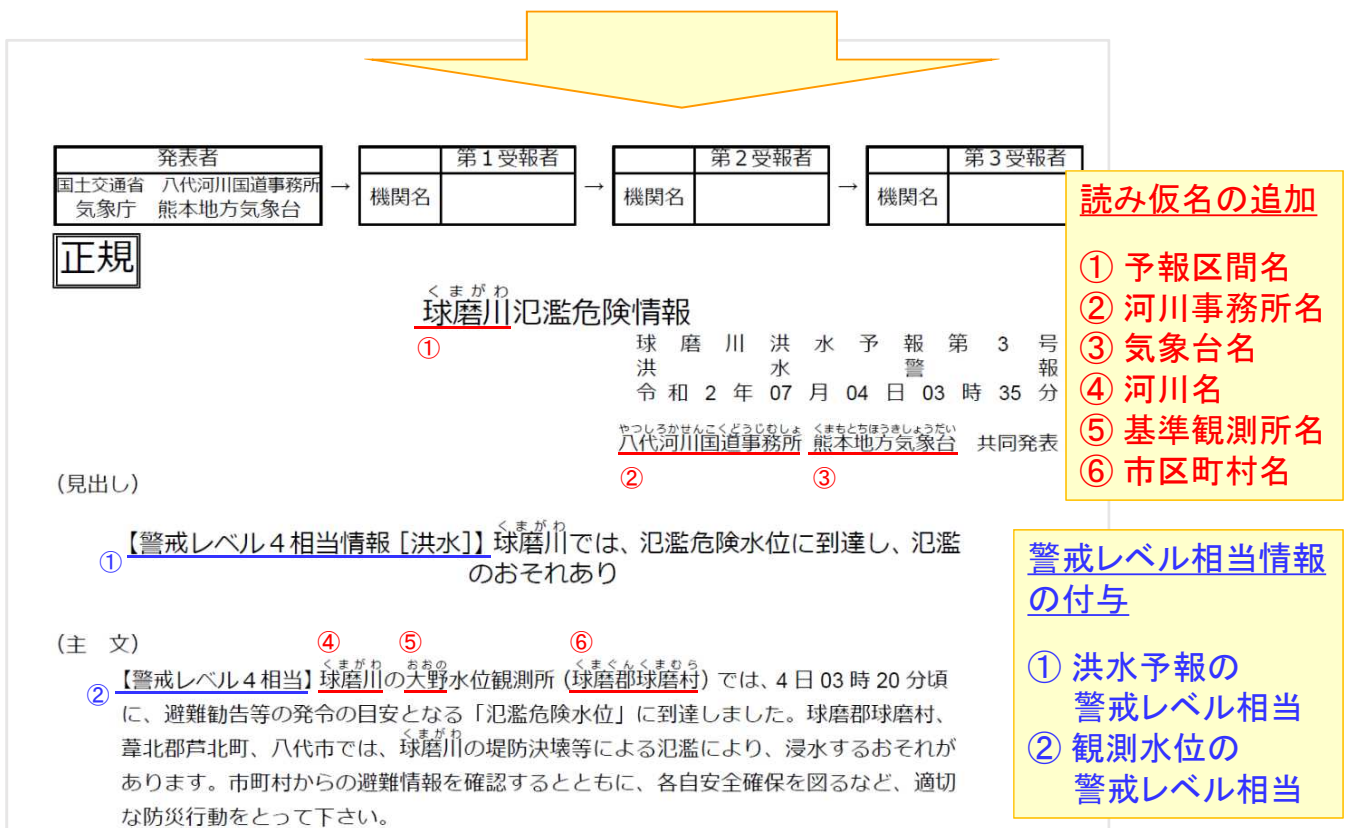 発表者
国土交通省 八代河川国道事務所
気象庁 熊本地方気象台
→
第1受報者
機関名
→
第2受報者
機関名
→
第3受報者
機関名
正規
くまがわ
球磨川氾濫危険情報
①
球磨川洪水予報第3号
洪水警報
令和2年07月04日03時35分
やつしろかせんこくどうじむしょ くまもとちほうきしょうだい
八代河川国道事務所 熊本地方気象台 共同発表
② ③
(見出し)
くまがわ
①【警戒レベル4相当情報［洪水］】球磨川では、氾濫危険水位に到達し、氾濫
のおそれあり
(主 文)
④ ⑤ ⑥
くまがわ おおの くまぐんくまむら
②【警戒レベル4相当】球磨川の大野水位観測所(球磨郡球磨村)では、4日03時20分頃
に、避難勧告等の発令の目安となる「氾濫危険水位」に到達しました。球磨郡球磨村、
くまがわ
葦北郡芦北町、八代市では、球磨川の堤防決壊等による氾濫により、浸水するおそれが
あります。市町村からの避難情報を確認するとともに、各自安全確保を図るなど、適切
な防災行動をとって下さい。
読み仮名の追加
① 予報区間名
② 河川事務所名
③ 気象台名
④ 河川名
⑤ 基準観測所名
⑥ 市区町村名
警戒レベル相当情報
の付与
① 洪水予報の
警戒レベル相当
② 観測水位の
警戒レベル相当